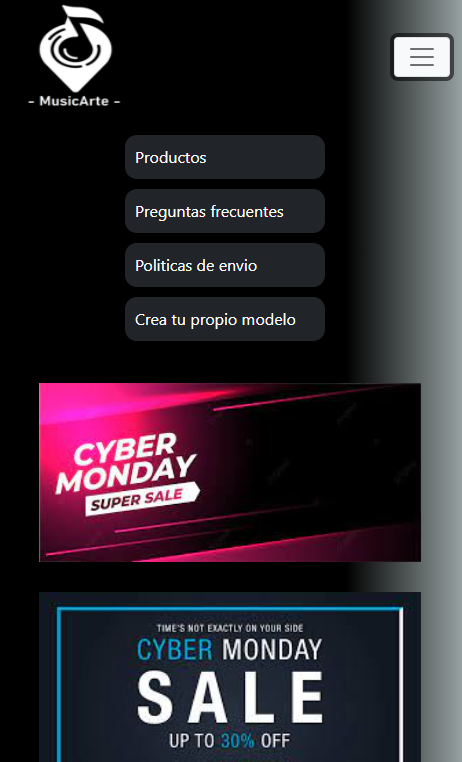 - MusicArte -
Productos
Preguntas frecuentes
Politicas de envio
Crea tu propio modelo
CYBER
MONDAY
SUPER SALE
TIME'S NOT EXACTLY ON YOUR SIDE
CYBER MONDAY
SALE
UP TO 30% OFF